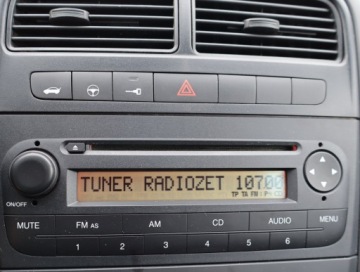 TUNER RADIOZET 10700
TP TA FM
ON/OFF
MUTE FM AS AM CD AUDIO MENU
1 2 3 4 5 6